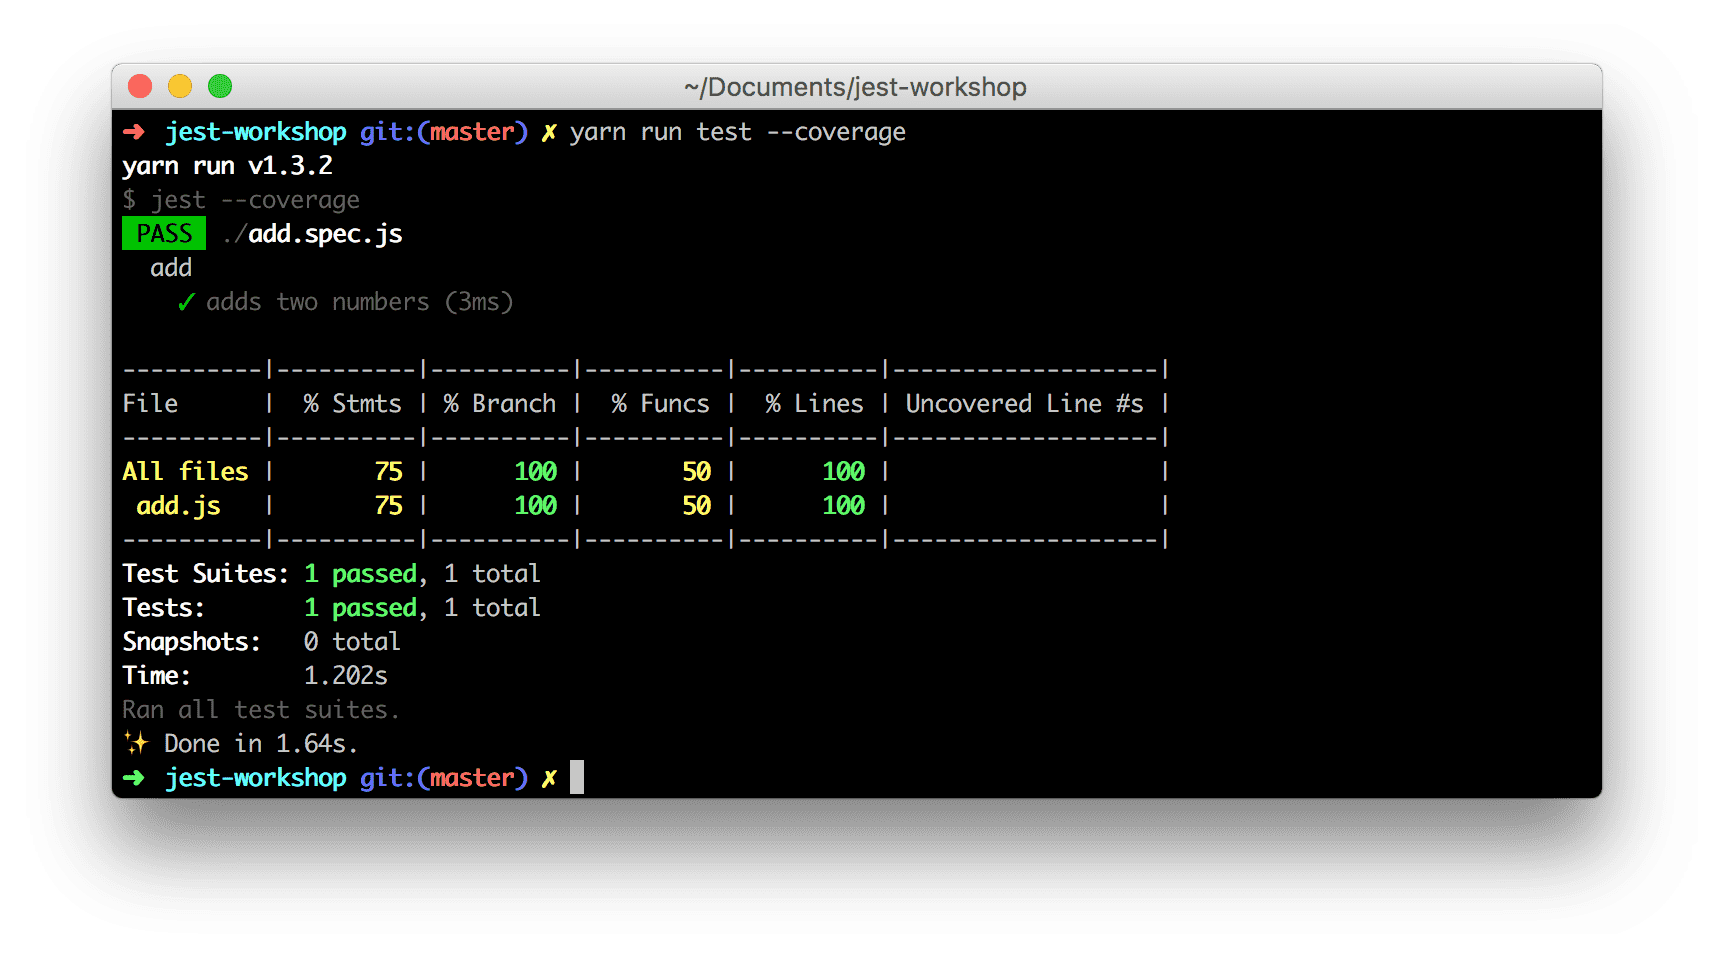 ~/Documents/jest-workshop
➜  jest-workshop git:(master) ✗ yarn run test --coverage
yarn run v1.3.2
$ jest --coverage
 PASS  ./add.spec.js
  add
    ✓ adds two numbers (3ms)

----------|----------|----------|----------|----------|-------------------|
File      |  % Stmts | % Branch |  % Funcs |  % Lines | Uncovered Line #s |
----------|----------|----------|----------|----------|-------------------|
All files |       75 |      100 |       50 |      100 |                   |
 add.js   |       75 |      100 |       50 |      100 |                   |
----------|----------|----------|----------|----------|-------------------|
Test Suites: 1 passed, 1 total
Tests:       1 passed, 1 total
Snapshots:   0 total
Time:        1.202s
Ran all test suites.
✨ Done in 1.64s.
➜  jest-workshop git:(master) ✗